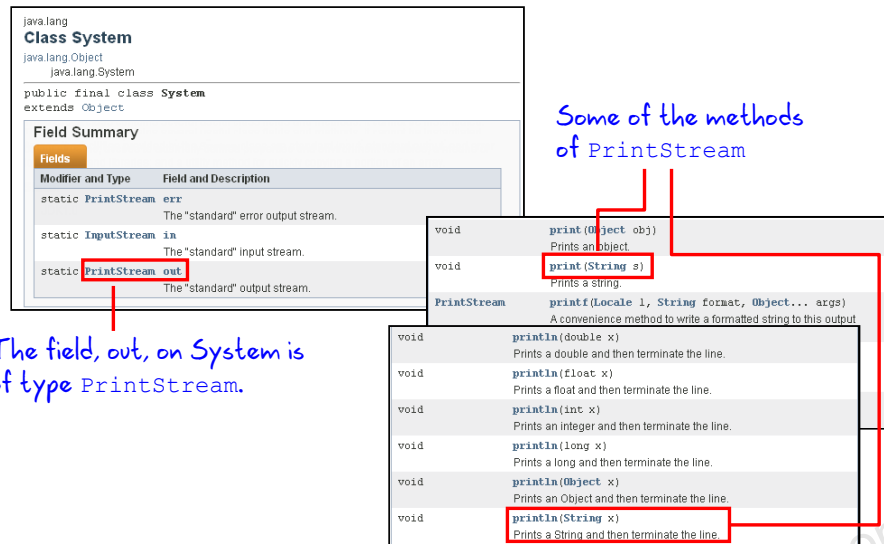 java.lang
Class System
java.lang.Object
java.lang.System
public final class System
extends Object
Field Summary
Fields
Modifier and Type Field and Description
static PrintStream err
The "standard" error output stream.
static InputStream in
The "standard" input stream.
static PrintStream out
The "standard" output stream.
The field, out, on System is
of type PrintStream.
Some of the methods
of PrintStream
void print(Object obj)
Prints an object.
void print(String s)
Prints a string.
PrintStream printf(Locale l, String format, Object... args)
A convenience method to write a formatted string to this output
void println(double x)
Prints a double and then terminate the line.
void println(float x)
Prints a float and then terminate the line.
void println(int x)
Prints an integer and then terminate the line.
void println(long x)
Prints a long and then terminate the line.
void println(Object x)
Prints an Object and then terminate the line.
void println(String x)
Prints a String and then terminate the line.